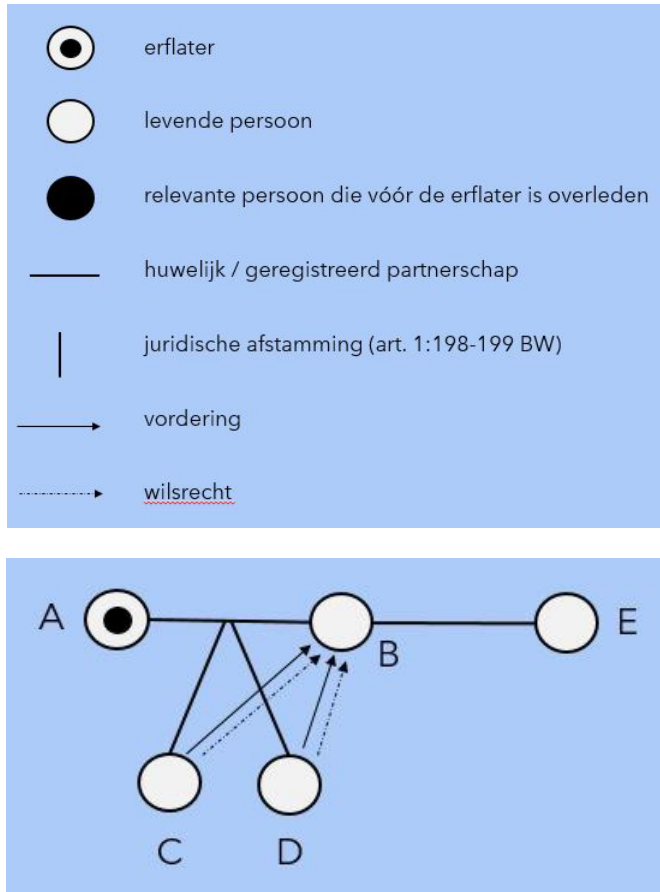 erflater
levende persoon
relevante persoon die vóór de erflater is overleden
huwelijk / geregistreerd partnerschap
juridische afstamming (art. 1:198-199 BW)
vordering
wilsrecht
A
E
B
C
D